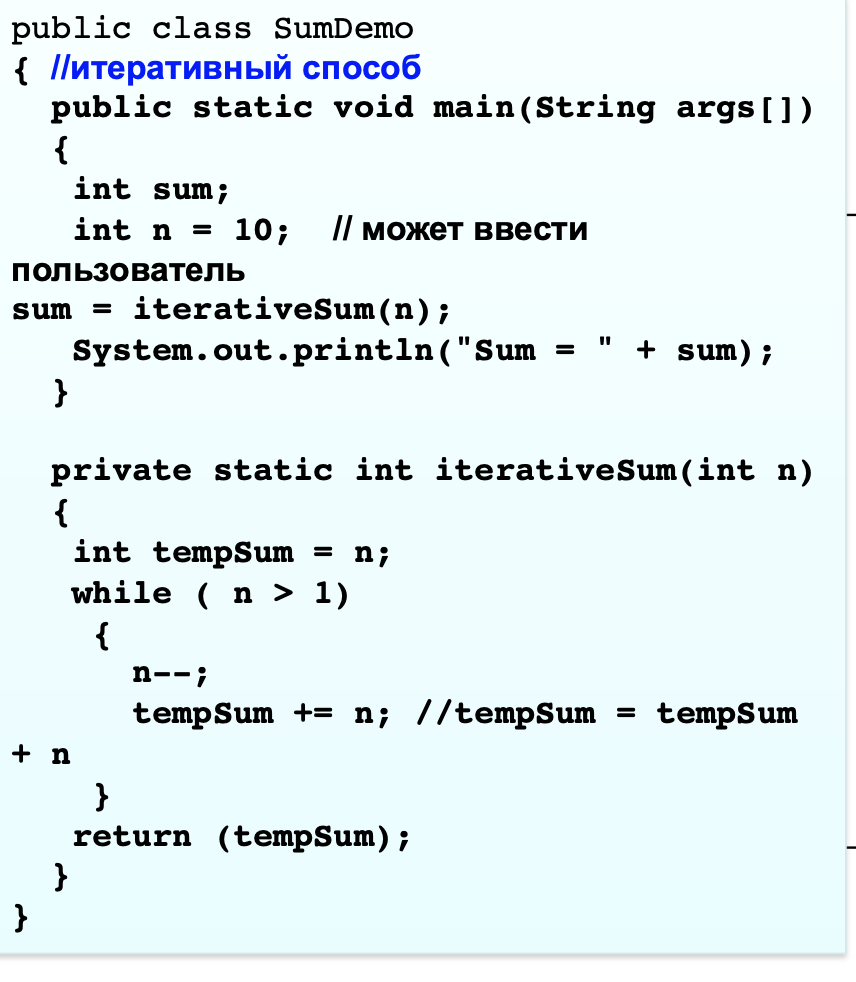 public class SumDemo
{ //итеративный способ
public static void main(String args[])
{
int sum;
int n = 10; // может ввести
пользователь
sum = iterativeSum(n);
System.out.println("Sum = " + sum);
}
private static int iterativeSum(int n)
{
int tempSum = n;
while ( n > 1)
{
n--;
tempSum += n; //tempSum = tempSum
+ n
}
return (tempSum);
}
}